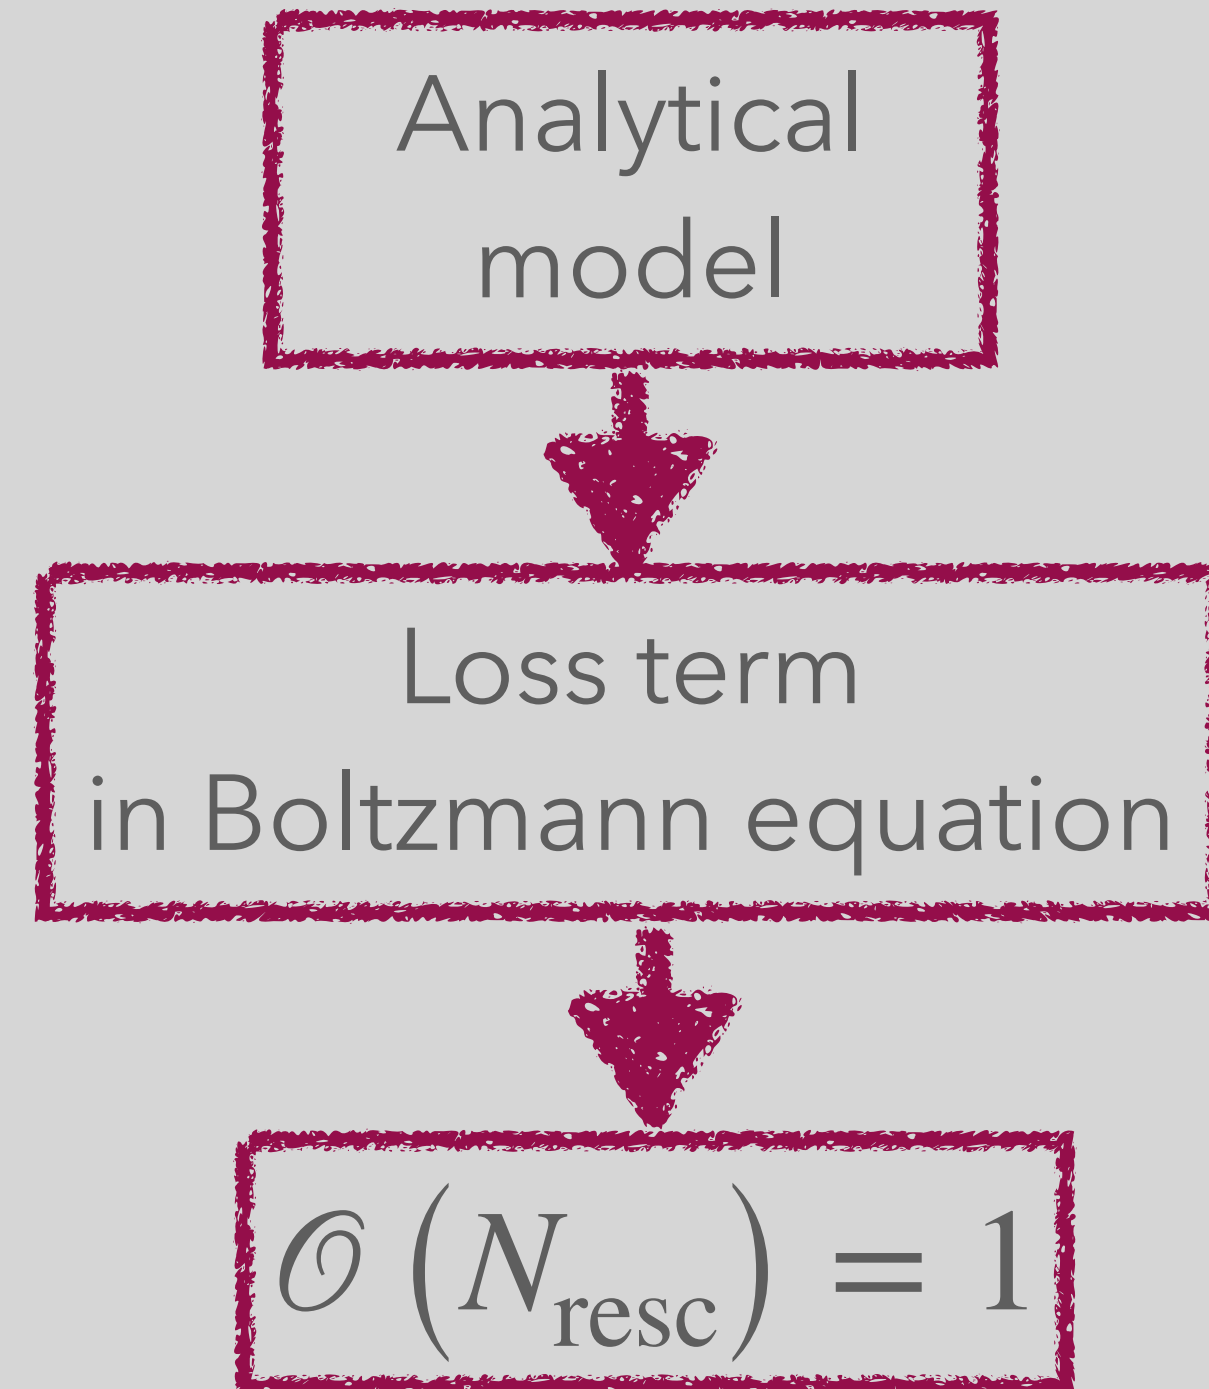 Analytical
model
Loss term
in Boltzmann equation
𝒪 (N_resc) = 1